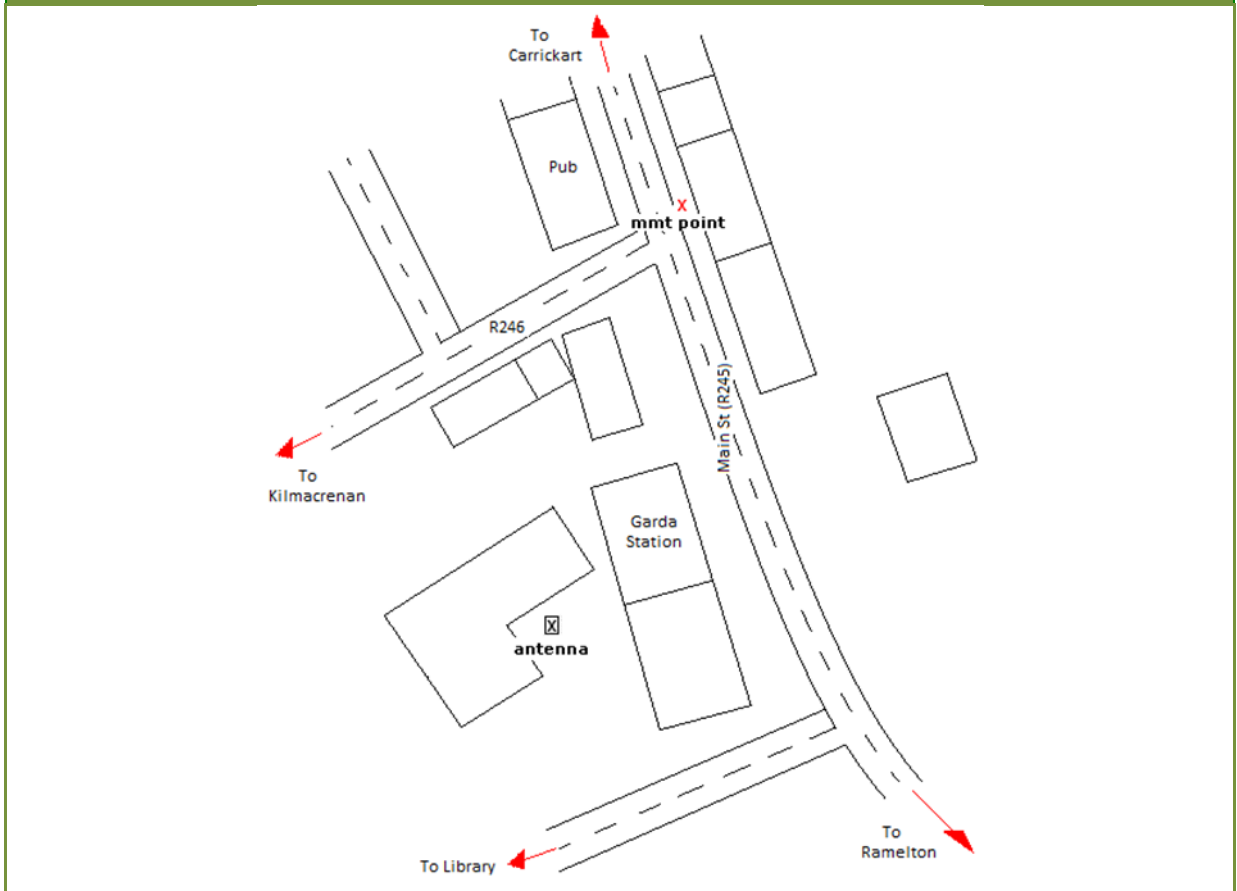 To
Carrickart
Pub
X
mmt point
R246
Main St (R245)
To
Kilmacrenan
Garda
Station
X
antenna
To
Ramelton
To Library